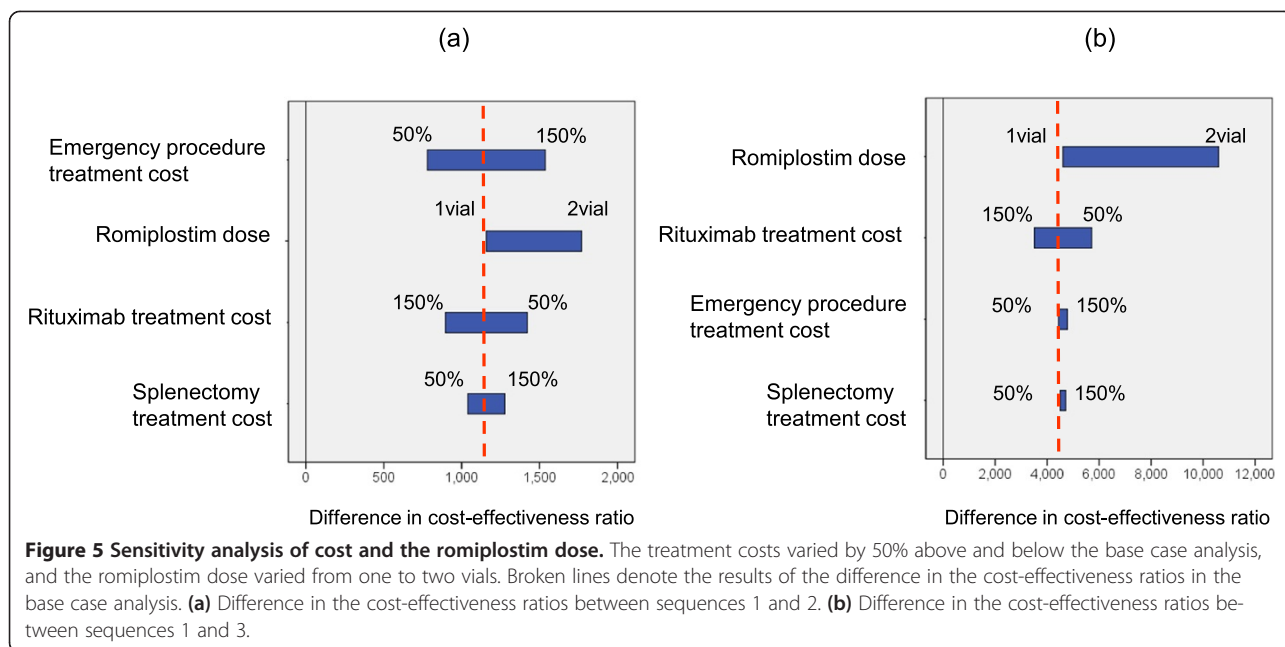 (a)
50% 150%
Emergency procedure
treatment cost
1vial 2vial
Romiplostim dose
150% 50%
Rituximab treatment cost
50% 150%
Splenectomy
treatment cost
0 500 1,000 1,500 2,000
Difference in cost-effectiveness ratio
(b)
1vial 2vial
Romiplostim dose
150% 50%
Rituximab treatment cost
Emergency procedure
treatment cost
50% 150%
Splenectomy
treatment cost
50% 150%
0 2,000 4,000 6,000 8,000 10,000 12,000
Difference in cost-effectiveness ratio
Figure 5 Sensitivity analysis of cost and the romiplostim dose. The treatment costs varied by 50% above and below the base case analysis,
and the romiplostim dose varied from one to two vials. Broken lines denote the results of the difference in the cost-effectiveness ratios in the
base case analysis. (a) Difference in the cost-effectiveness ratios between sequences 1 and 2. (b) Difference in the cost-effectiveness ratios be-
tween sequences 1 and 3.